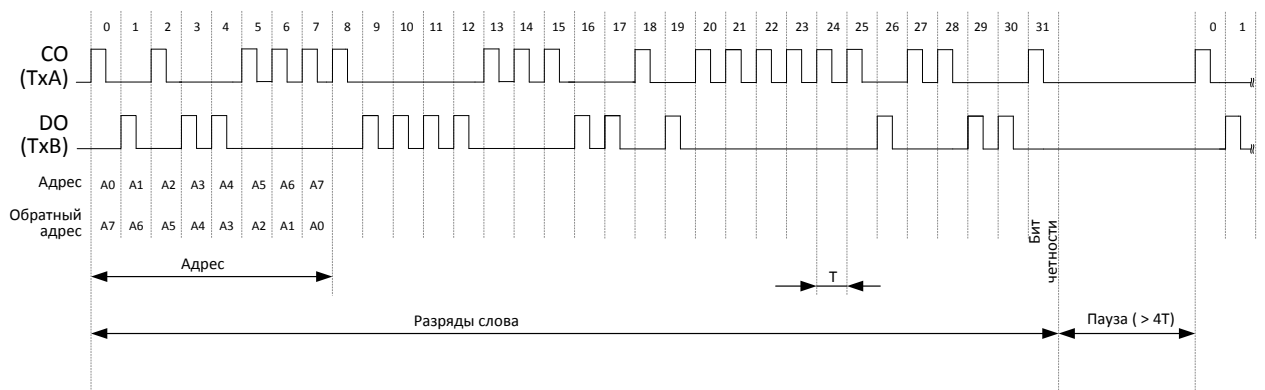 0 1 2 3 4 5 6 7 8 9 10 11 12 13 14 15 16 17 18 19 20 21 22 23 24 25 26 27 28 29 30 31 0 1
CO
(TxA)
DO
(TxB)
Адрес A0 A1 A2 A3 A4 A5 A6 A7
Обратный
адрес A7 A6 A5 A4 A3 A2 A1 A0
Бит
четности
Адрес
T
Разряды слова
Пауза ( > 4T)